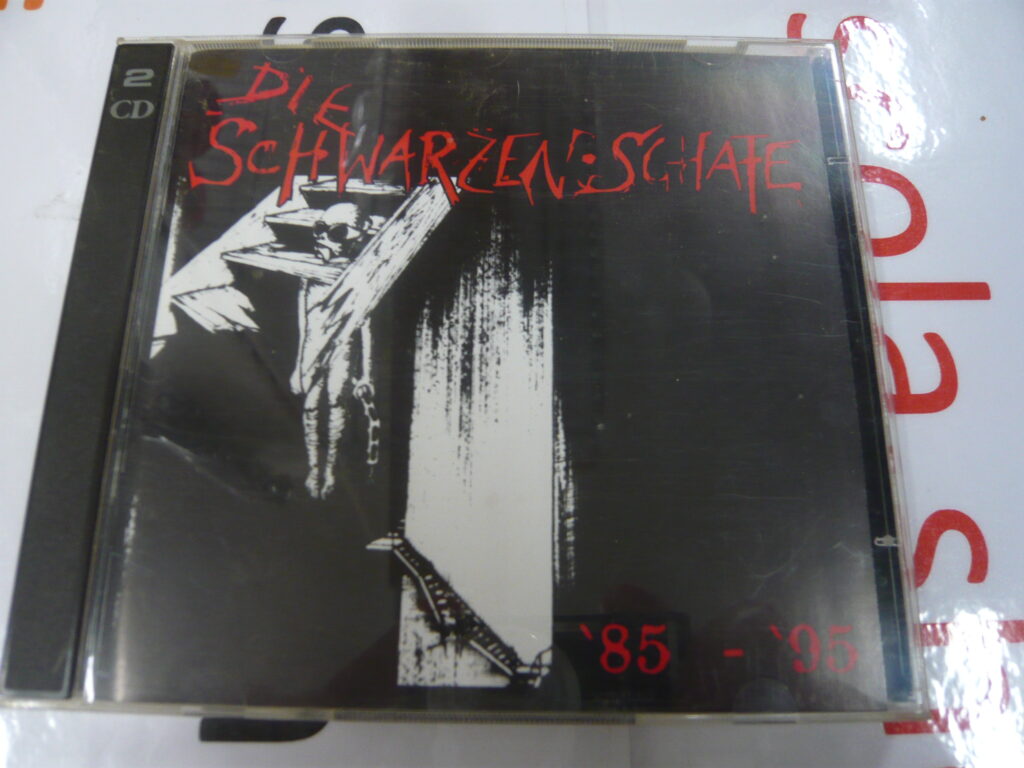 2
CD
DIE
SCHWARZEN:SCHAFE
'85 - '95